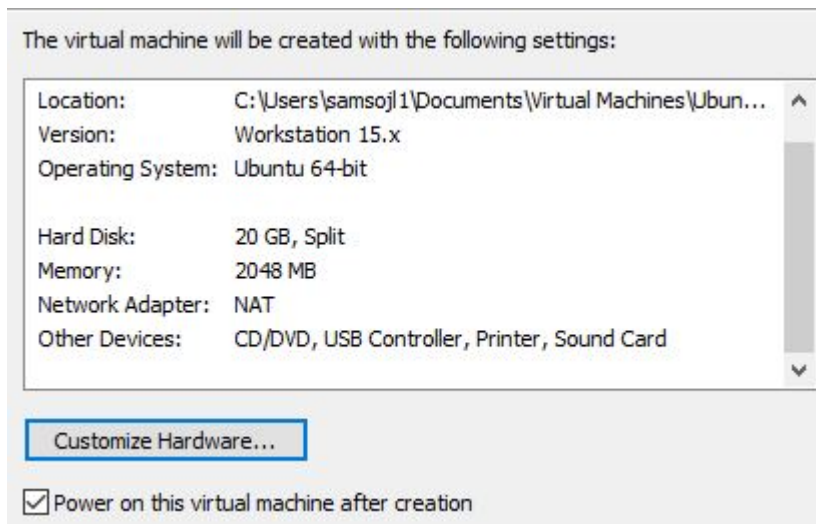 The virtual machine will be created with the following settings:
Location: C:\Users\samsojl1\Documents\Virtual Machines\Ubun...
Version: Workstation 15.x
Operating System: Ubuntu 64-bit
Hard Disk: 20 GB, Split
Memory: 2048 MB
Network Adapter: NAT
Other Devices: CD/DVD, USB Controller, Printer, Sound Card
Customize Hardware...
Power on this virtual machine after creation